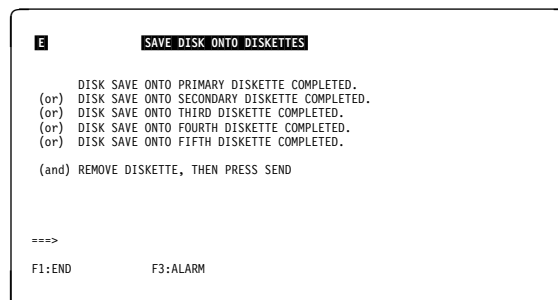 E SAVE DISK ONTO DISKETTES
DISK SAVE ONTO PRIMARY DISKETTE COMPLETED.
(or) DISK SAVE ONTO SECONDARY DISKETTE COMPLETED.
(or) DISK SAVE ONTO THIRD DISKETTE COMPLETED.
(or) DISK SAVE ONTO FOURTH DISKETTE COMPLETED.
(or) DISK SAVE ONTO FIFTH DISKETTE COMPLETED.
(and) REMOVE DISKETTE, THEN PRESS SEND
===>
F1:END F3:ALARM